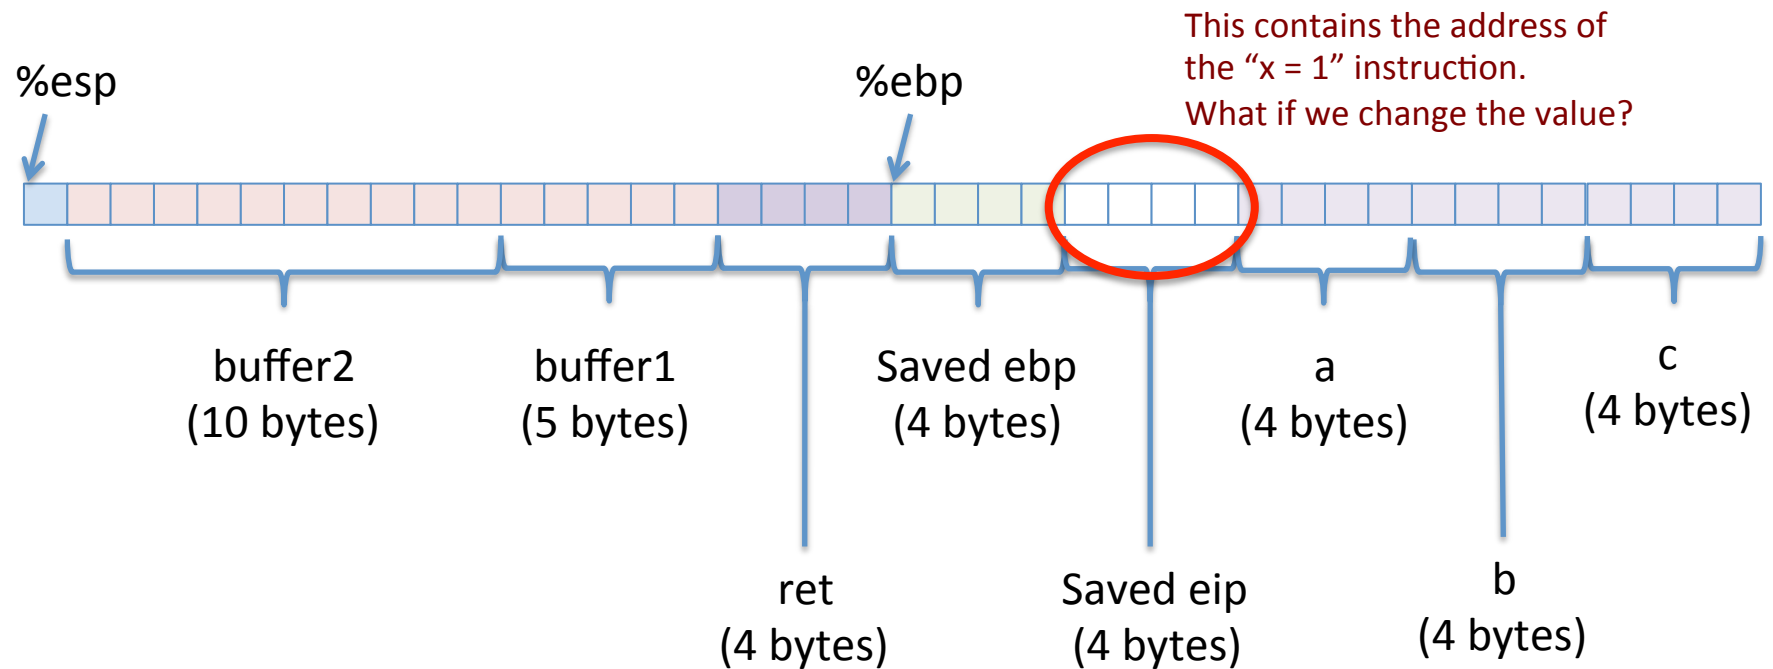 This contains the address of
the “x = 1” instruction.
What if we change the value?
%esp
%ebp
buffer2
(10 bytes)
buffer1
(5 bytes)
Saved ebp
(4 bytes)
a
(4 bytes)
c
(4 bytes)
ret
(4 bytes)
Saved eip
(4 bytes)
b
(4 bytes)